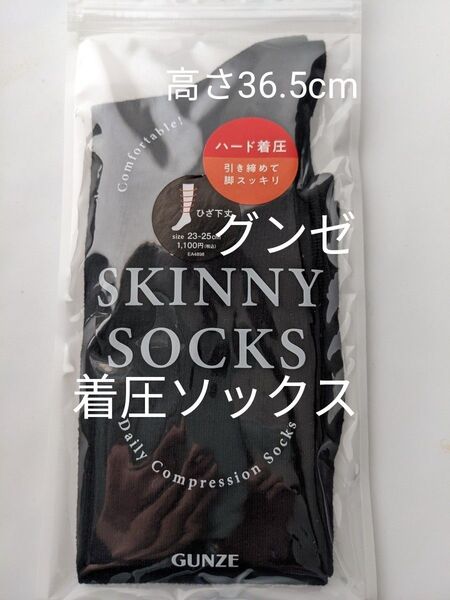 高さ36.5cm
Comfortable!
ハード着圧
引き締めて
脚スッキリ
ひざ下丈
size 23-25cm
1,100円(税込)
EA4898
グンゼ
SKINNY
SOCKS
着圧ソックス
Daily Compression Socks
GUNZE